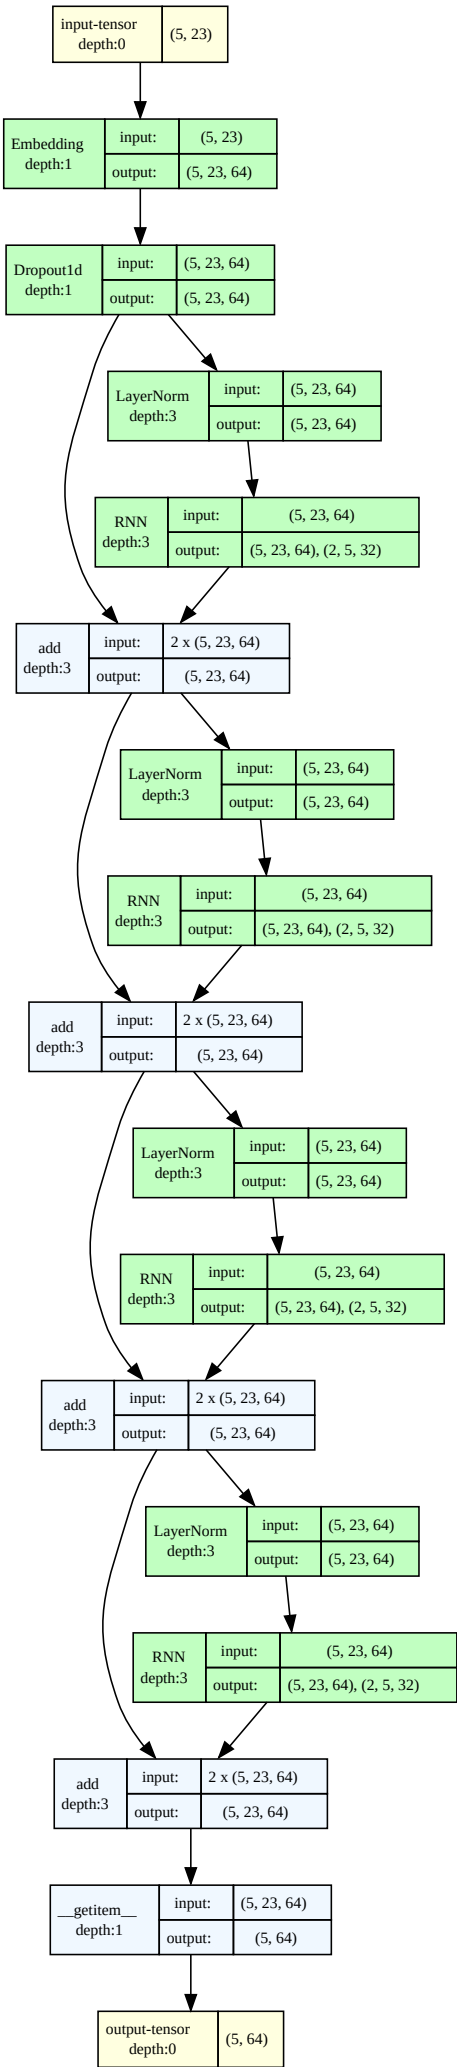 input-tensor
depth:0
(5, 23)
Embedding
depth:1
input:
(5, 23)
output:
(5, 23, 64)
Dropout1d
depth:1
input:
(5, 23, 64)
output:
(5, 23, 64)
LayerNorm
depth:3
input:
(5, 23, 64)
output:
(5, 23, 64)
RNN
depth:3
input:
(5, 23, 64)
output:
(5, 23, 64), (2, 5, 32)
add
depth:3
input:
2 x (5, 23, 64)
output:
(5, 23, 64)
LayerNorm
depth:3
input:
(5, 23, 64)
output:
(5, 23, 64)
RNN
depth:3
input:
(5, 23, 64)
output:
(5, 23, 64), (2, 5, 32)
add
depth:3
input:
2 x (5, 23, 64)
output:
(5, 23, 64)
LayerNorm
depth:3
input:
(5, 23, 64)
output:
(5, 23, 64)
RNN
depth:3
input:
(5, 23, 64)
output:
(5, 23, 64), (2, 5, 32)
add
depth:3
input:
2 x (5, 23, 64)
output:
(5, 23, 64)
LayerNorm
depth:3
input:
(5, 23, 64)
output:
(5, 23, 64)
RNN
depth:3
input:
(5, 23, 64)
output:
(5, 23, 64), (2, 5, 32)
add
depth:3
input:
2 x (5, 23, 64)
output:
(5, 23, 64)
__getitem__
depth:1
input:
(5, 23, 64)
output:
(5, 64)
output-tensor
depth:0
(5, 64)